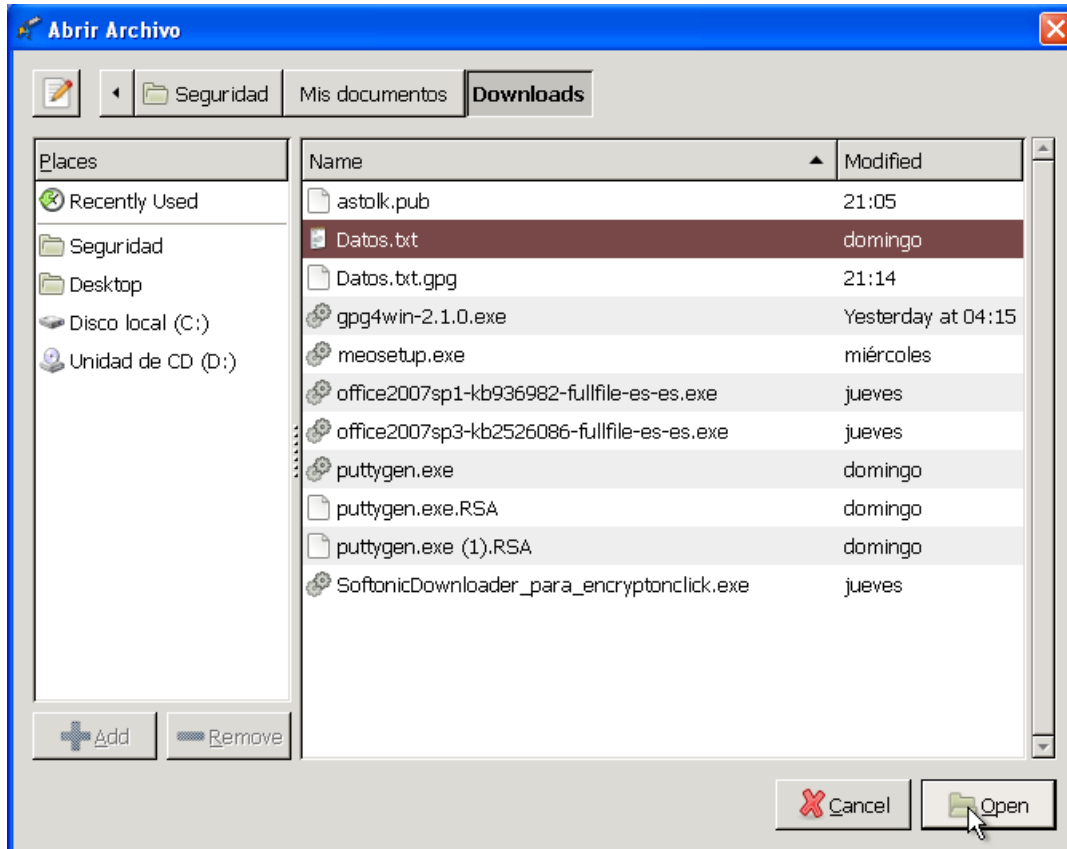 Abrir Archivo
Seguridad Mis documentos Downloads
Places Name Modified
Recently Used astolk.pub 21:05
Seguridad Datos.txt domingo
Desktop Datos.txt.gpg 21:14
Disco local (C:) gpg4win-2.1.0.exe Yesterday at 04:15
Unidad de CD (D:) meosetup.exe miércoles
office2007sp1-kb936982-fullfile-es-es.exe jueves
office2007sp3-kb2526086-fullfile-es-es.exe jueves
puttygen.exe domingo
puttygen.exe.RSA domingo
puttygen.exe (1).RSA domingo
SoftonicDownloader_para_encryptonclick.exe jueves
Add Remove
Cancel Open